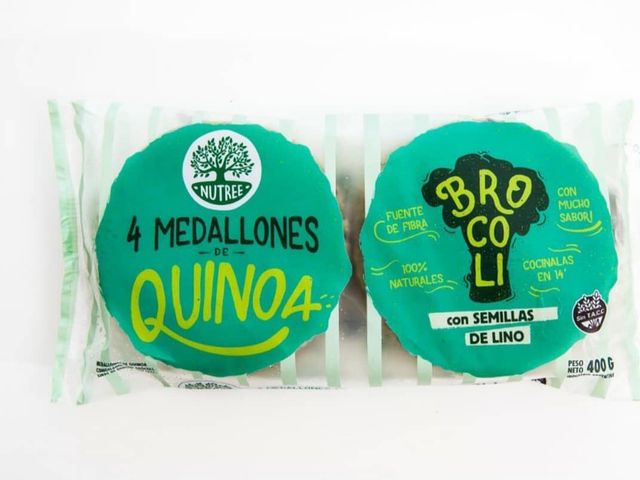 NUTREE
4 MEDALLONES
DE
QUINOA
BRO
CO
LI
FUENTE
DE FIBRA
CON
MUCHO
SABOR!
100%
NATURALES
COCINALAS
EN 14'
con SEMILLAS
DE LINO
Sin T.A.C.C.
PESO
NETO 400 G
MEDALLONES